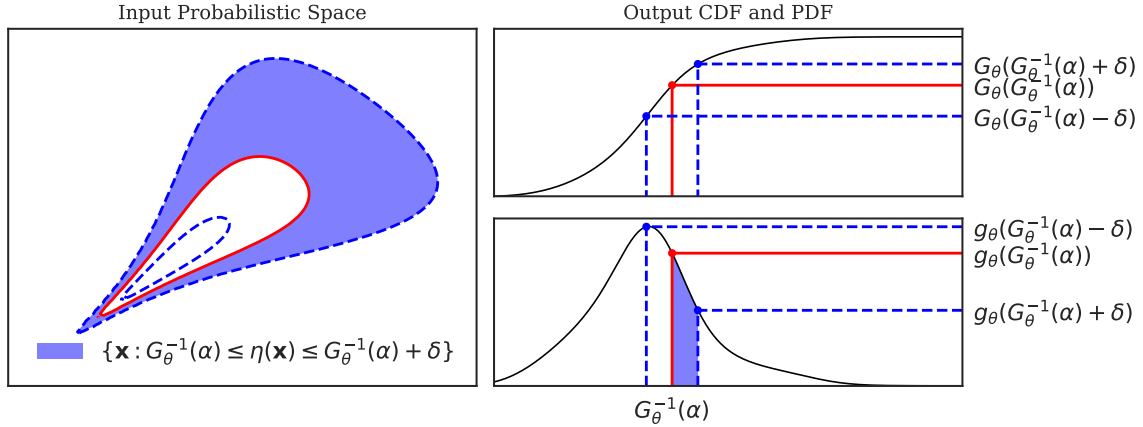 Input Probabilistic Space
{x : G_θ^{-1}(α) ≤ η(x) ≤ G_θ^{-1}(α) + δ}
Output CDF and PDF
G_θ(G_θ^{-1}(α) + δ)
G_θ(G_θ^{-1}(α))
G_θ(G_θ^{-1}(α) − δ)
g_θ(G_θ^{-1}(α) − δ)
g_θ(G_θ^{-1}(α))
g_θ(G_θ^{-1}(α) + δ)
G_θ^{-1}(α)